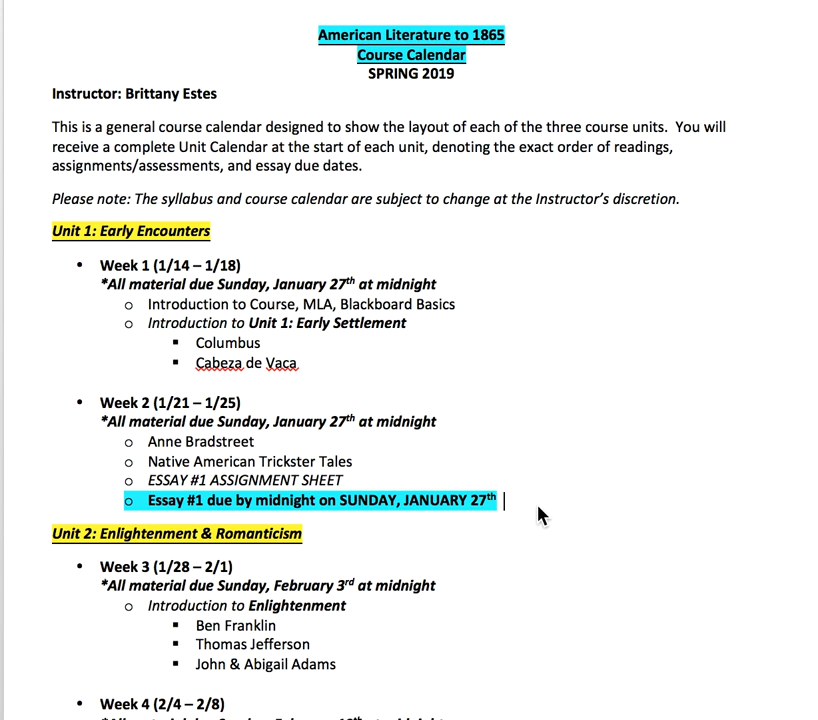 American Literature to 1865
Course Calendar
SPRING 2019
Instructor: Brittany Estes
This is a general course calendar designed to show the layout of each of the three course units. You will
receive a complete Unit Calendar at the start of each unit, denoting the exact order of readings,
assignments/assessments, and essay due dates.
Please note: The syllabus and course calendar are subject to change at the Instructor's discretion.
Unit 1: Early Encounters
• Week 1 (1/14 – 1/18)
*All material due Sunday, January 27th at midnight
o Introduction to Course, MLA, Blackboard Basics
o Introduction to Unit 1: Early Settlement
▪ Columbus
▪ Cabeza de Vaca
• Week 2 (1/21 – 1/25)
*All material due Sunday, January 27th at midnight
o Anne Bradstreet
o Native American Trickster Tales
o ESSAY #1 ASSIGNMENT SHEET
o Essay #1 due by midnight on SUNDAY, JANUARY 27th
Unit 2: Enlightenment & Romanticism
• Week 3 (1/28 – 2/1)
*All material due Sunday, February 3rd at midnight
o Introduction to Enlightenment
▪ Ben Franklin
▪ Thomas Jefferson
▪ John & Abigail Adams
• Week 4 (2/4 – 2/8)